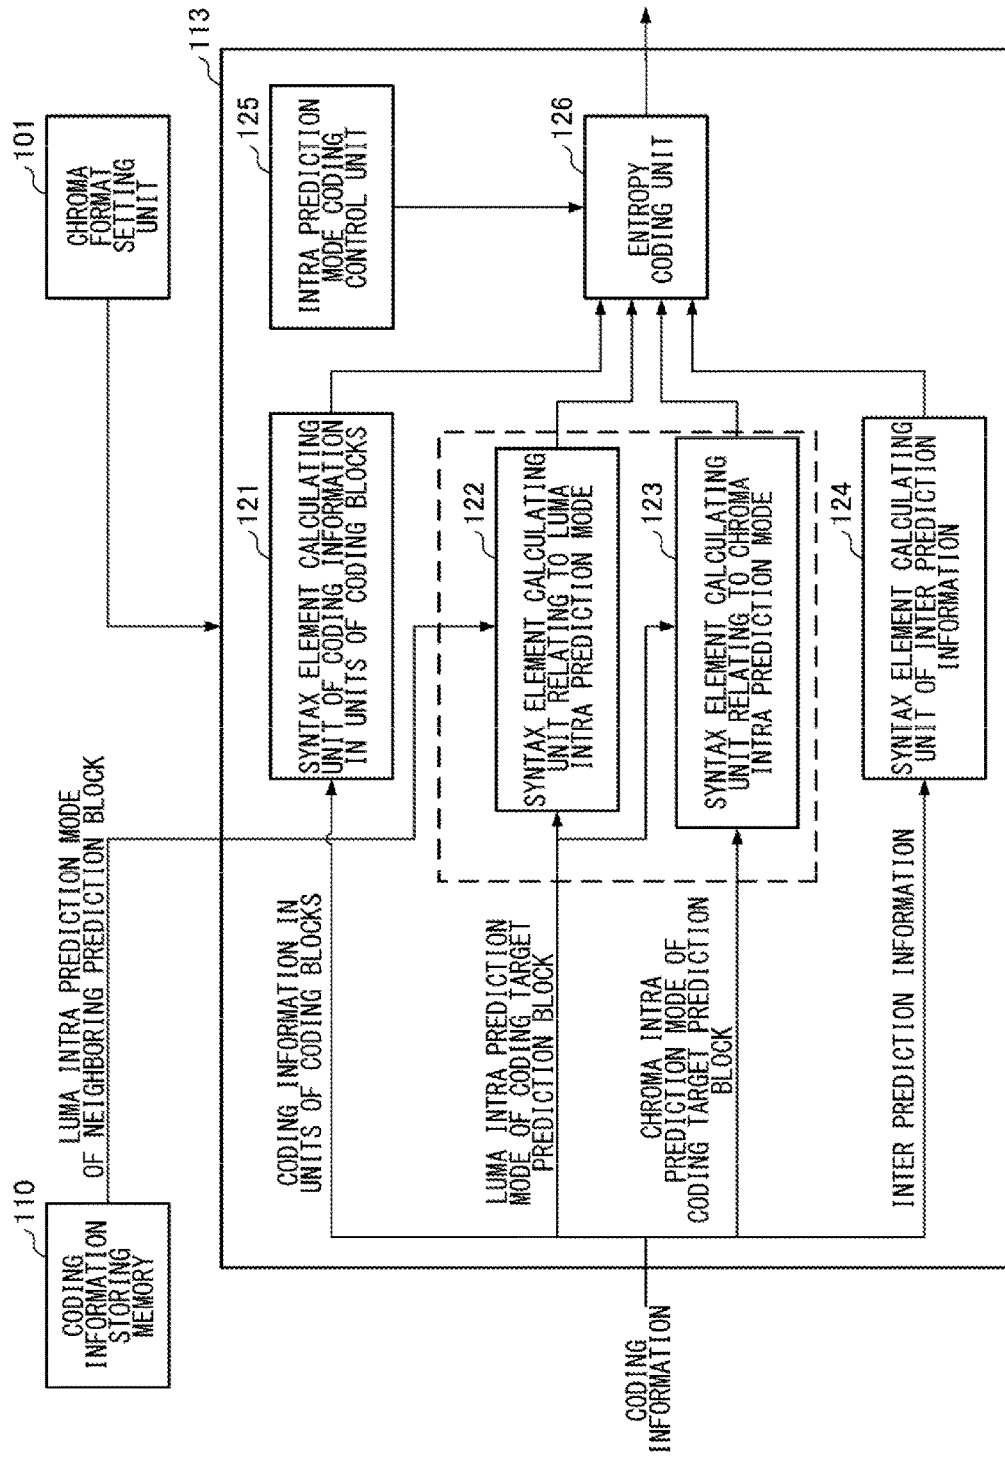 110
CODING
INFORMATION
STORING
MEMORY
LUMA INTRA PREDICTION MODE
OF NEIGHBORING PREDICTION BLOCK
101
CHROMA
FORMAT
SETTING
UNIT
113
CODING INFORMATION IN
UNITS OF CODING BLOCKS
121
SYNTAX ELEMENT CALCULATING
UNIT OF CODING INFORMATION
IN UNITS OF CODING BLOCKS
125
INTRA PREDICTION
MODE CODING
CONTROL UNIT
LUMA INTRA PREDICTION
MODE OF CODING TARGET
PREDICTION BLOCK
122
SYNTAX ELEMENT CALCULATING
UNIT RELATING TO LUMA
INTRA PREDICTION MODE
126
ENTROPY
CODING UNIT
CODING
INFORMATION
CHROMA INTRA
PREDICTION MODE OF
CODING TARGET PREDICTION
BLOCK
123
SYNTAX ELEMENT CALCULATING
UNIT RELATING TO CHROMA
INTRA PREDICTION MODE
INTER PREDICTION INFORMATION
124
SYNTAX ELEMENT CALCULATING
UNIT OF INTER PREDICTION
INFORMATION